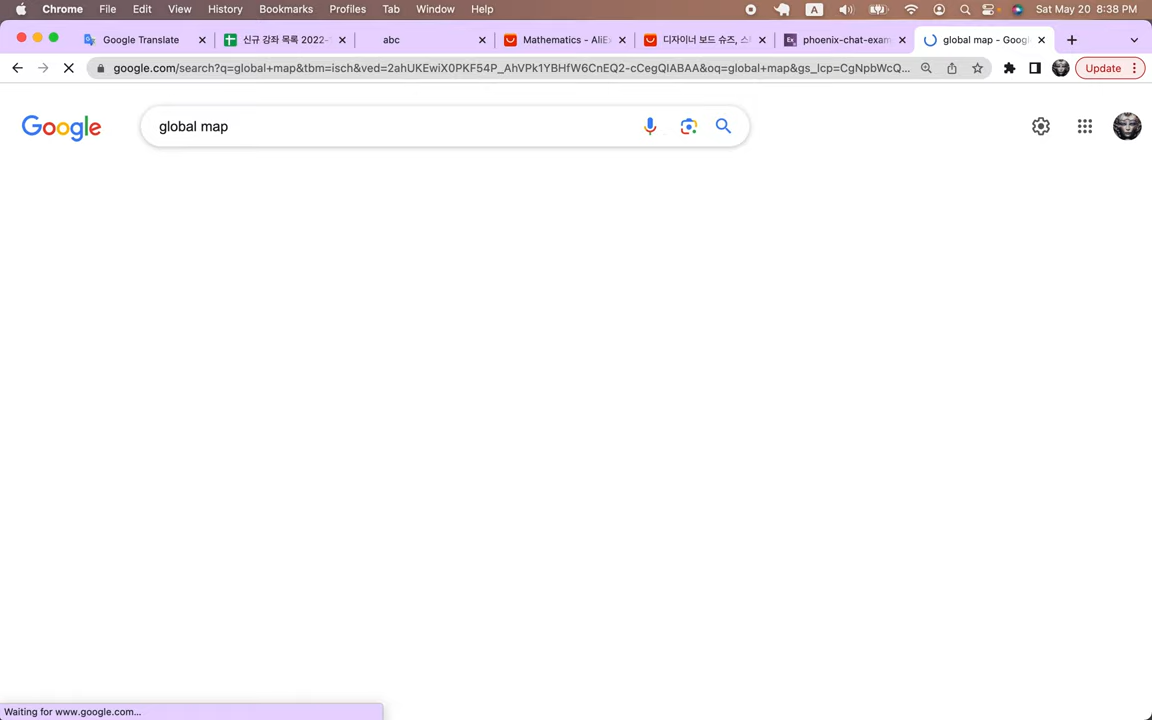 Chrome File Edit View History Bookmarks Profiles Tab Window Help A Sat May 20 8:38 PM
Google Translate 신규 강좌 목록 2022- abc Mathematics - AliE 디자이너 보드 슈즈, 스 phoenix-chat-exam global map - Goog
google.com/search?q=global+map&tbm=isch&ved=2ahUKEwiX0PKF54P_AhVPk1YBHfW6CnEQ2-cCegQIABAA&oq=global+map&gs_lcp=CgNpbWcQ... Update
Google global map
Waiting for www.google.com...